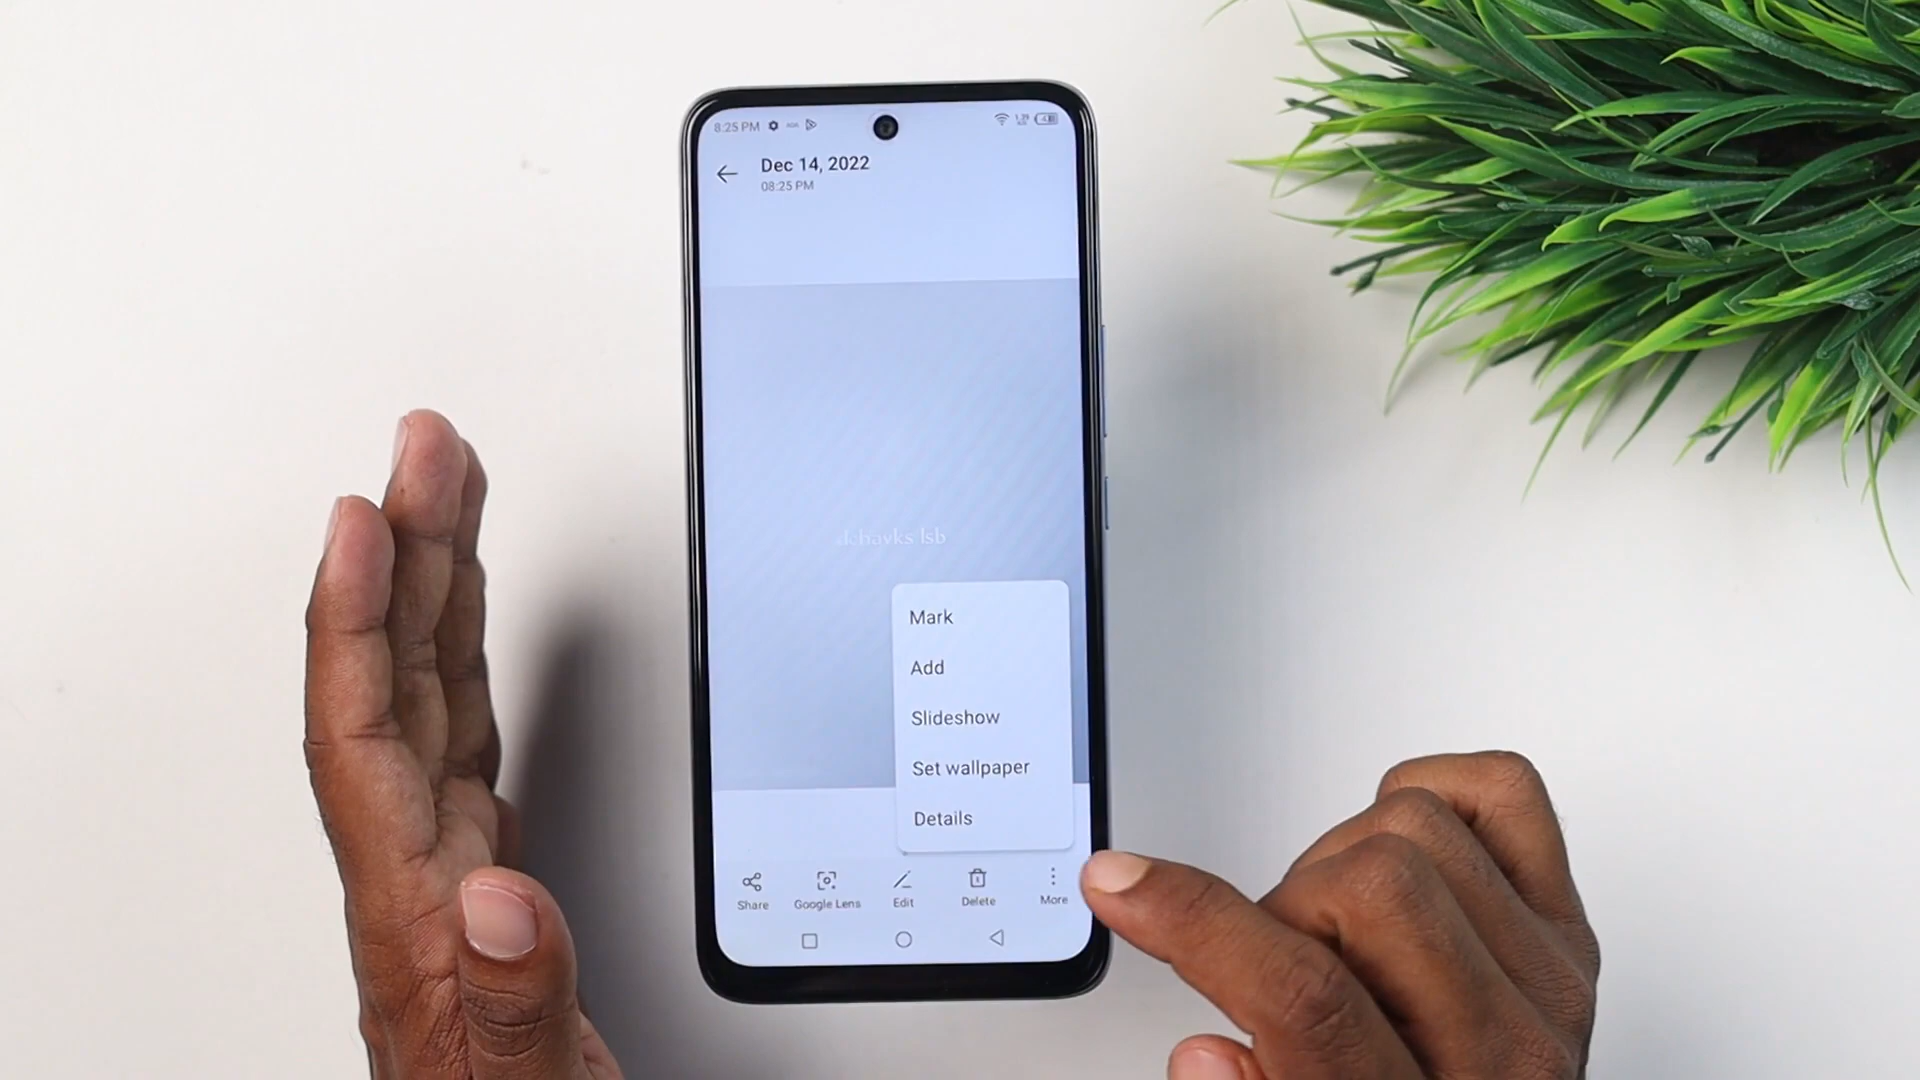 8:25 PM
Dec 14, 2022
08:25 PM
Mark
Add
Slideshow
Set wallpaper
Details
Share Google Lens Edit Delete More